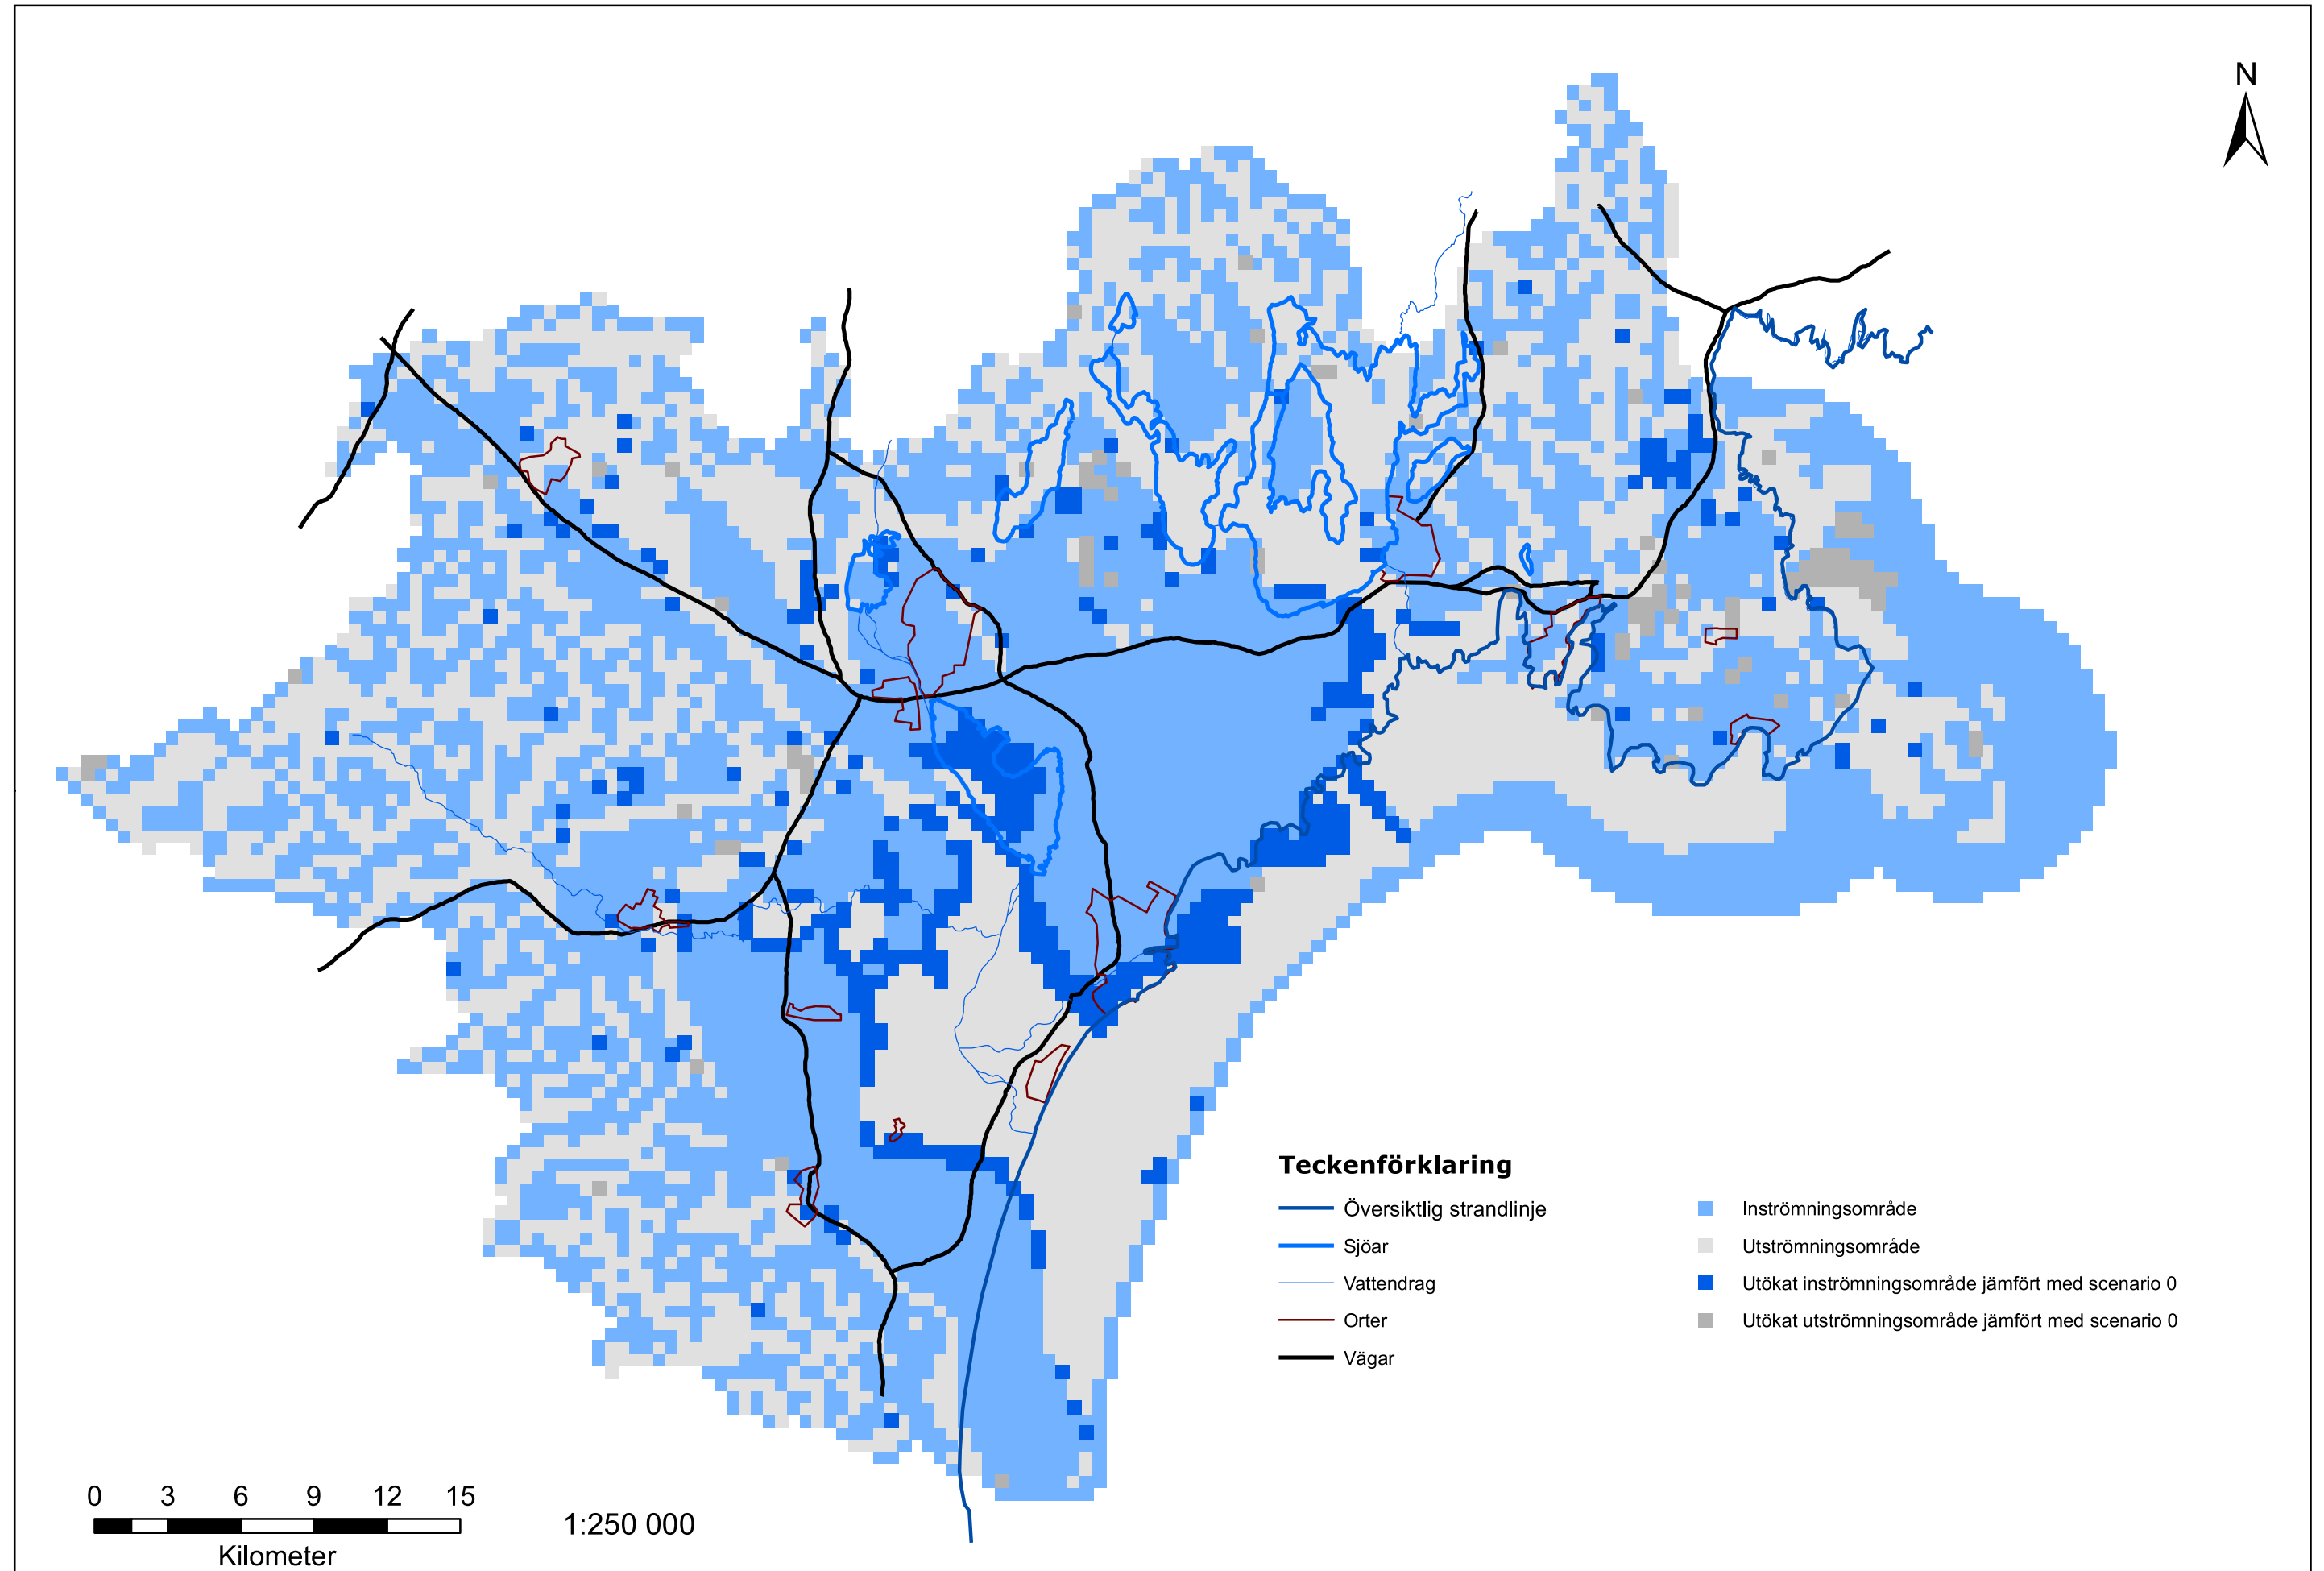 N
Teckenförklaring
Översiktlig strandlinje
Sjöar
Vattendrag
Orter
Vägar
Inströmningsområde
Utströmningsområde
Utökat inströmningsområde jämfört med scenario 0
Utökat utströmningsområde jämfört med scenario 0
0 3 6 9 12 15
Kilometer
1:250 000